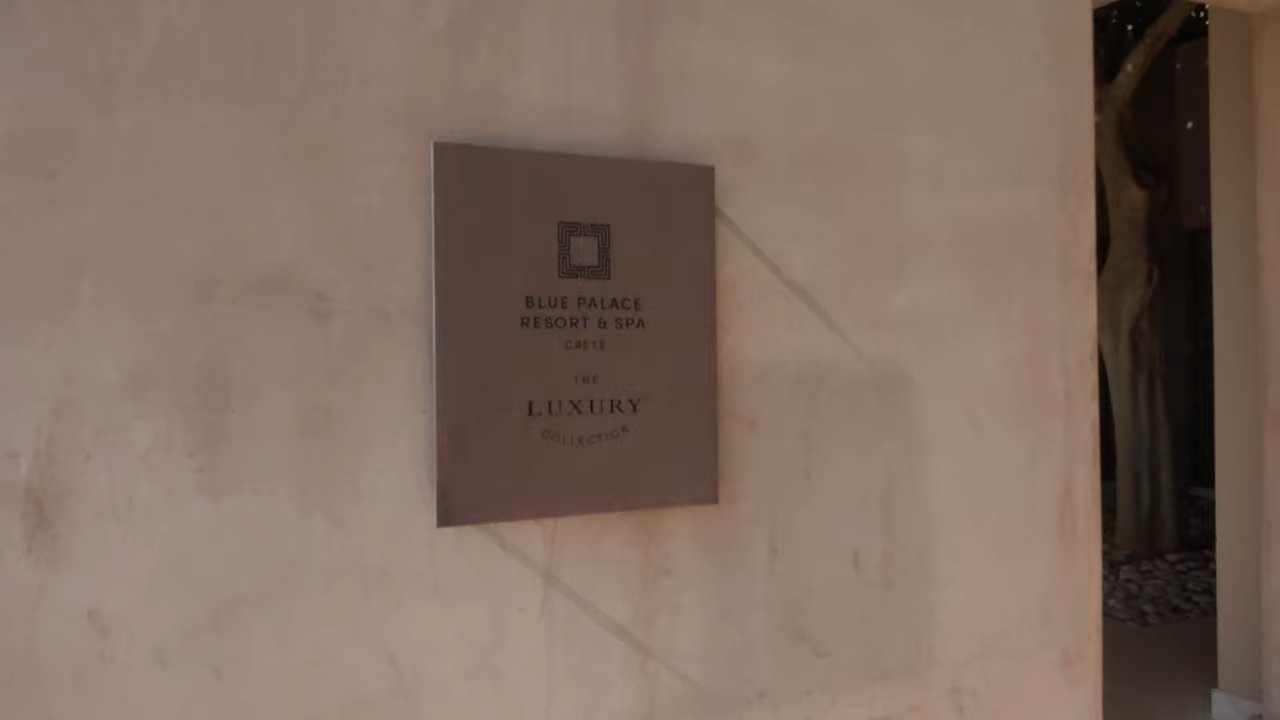 BLUE PALACE
RESORT & SPA
CRETE
THE
LUXURY
COLLECTION